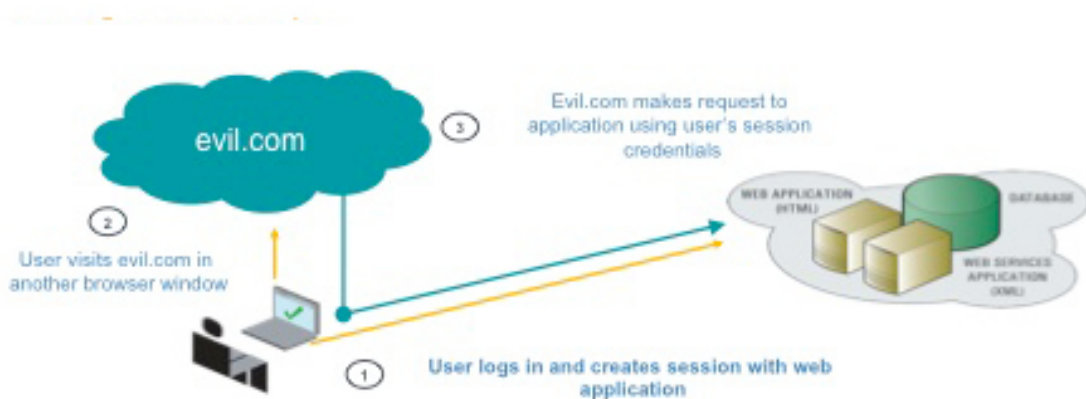 evil.com
3
Evil.com makes request to
application using user's session
credentials
WEB APPLICATION
(HTML)
DATABASE
WEB SERVICES
APPLICATION
(XML)
2
User visits evil.com in
another browser window
1
User logs in and creates session with web
application